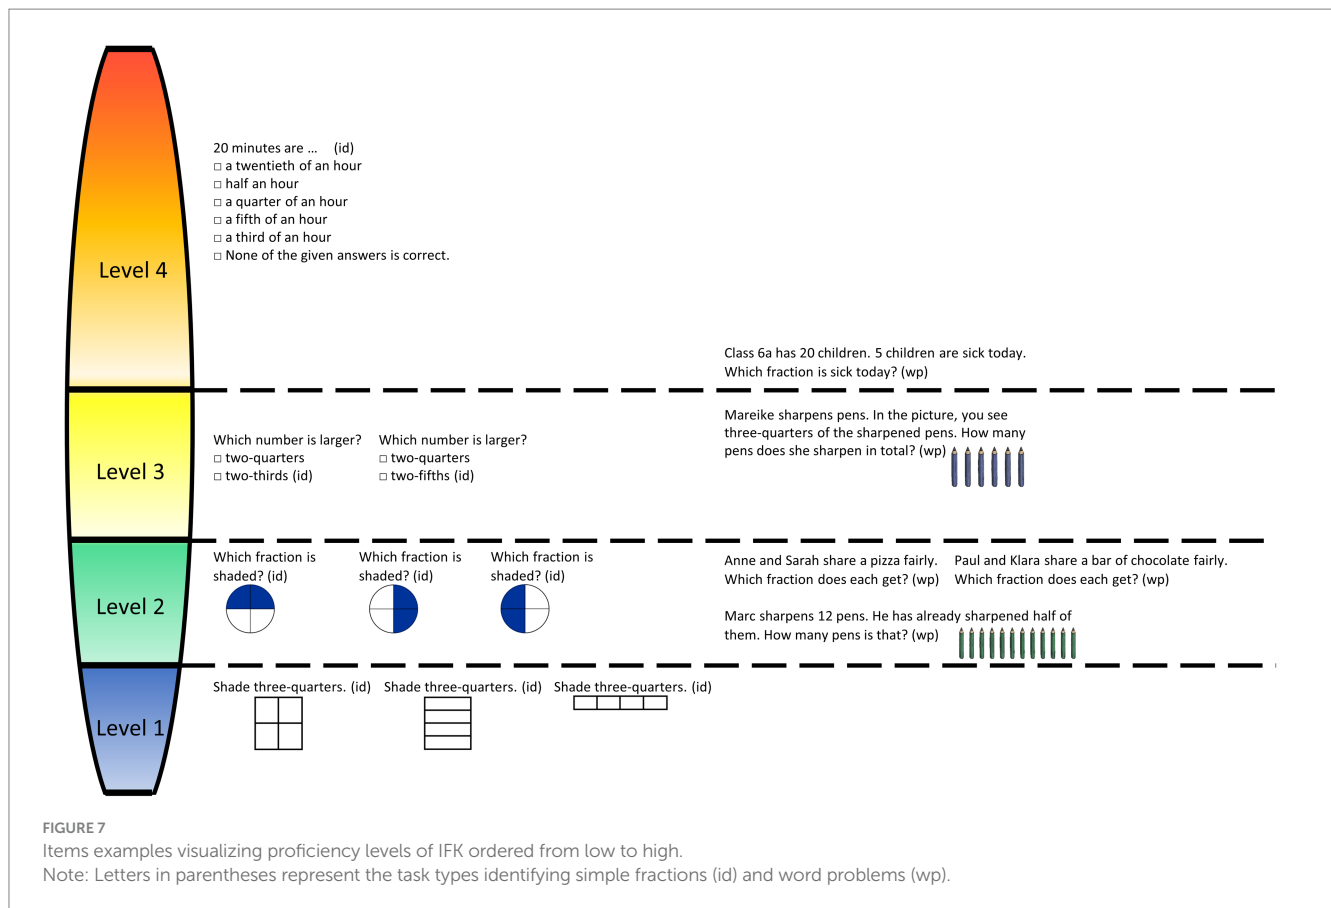 20 minutes are ... (id)
□ a twentieth of an hour
□ half an hour
□ a quarter of an hour
□ a fifth of an hour
□ a third of an hour
□ None of the given answers is correct.
Level 4
Class 6a has 20 children. 5 children are sick today.
Which fraction is sick today? (wp)
Which number is larger?
□ two-quarters
□ two-thirds (id)
Which number is larger?
□ two-quarters
□ two-fifths (id)
Mareike sharpens pens. In the picture, you see
three-quarters of the sharpened pens. How many
pens does she sharpen in total? (wp)
Level 3
Which fraction is
shaded? (id)
Which fraction is
shaded? (id)
Which fraction is
shaded? (id)
Anne and Sarah share a pizza fairly.
Which fraction does each get? (wp)
Paul and Klara share a bar of chocolate fairly.
Which fraction does each get? (wp)
Marc sharpens 12 pens. He has already sharpened half of
them. How many pens is that? (wp)
Level 2
Shade three-quarters. (id)
Shade three-quarters. (id)
Shade three-quarters. (id)
Level 1
FIGURE 7
Items examples visualizing proficiency levels of IFK ordered from low to high.
Note: Letters in parentheses represent the task types identifying simple fractions (id) and word problems (wp).